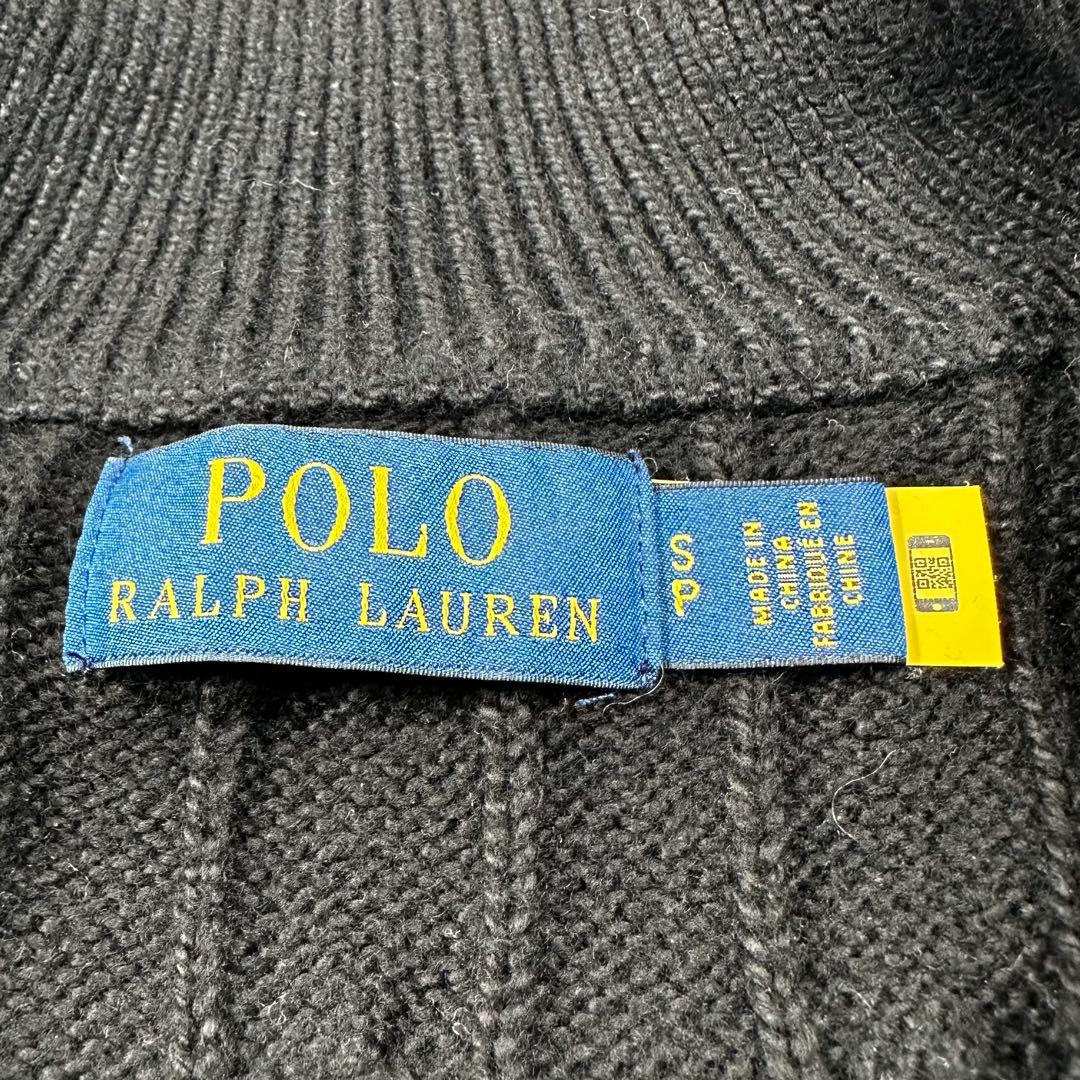 POLO
RALPH LAUREN
S
P
MADE IN
CHINA
FABRIQUÉ EN
CHINE